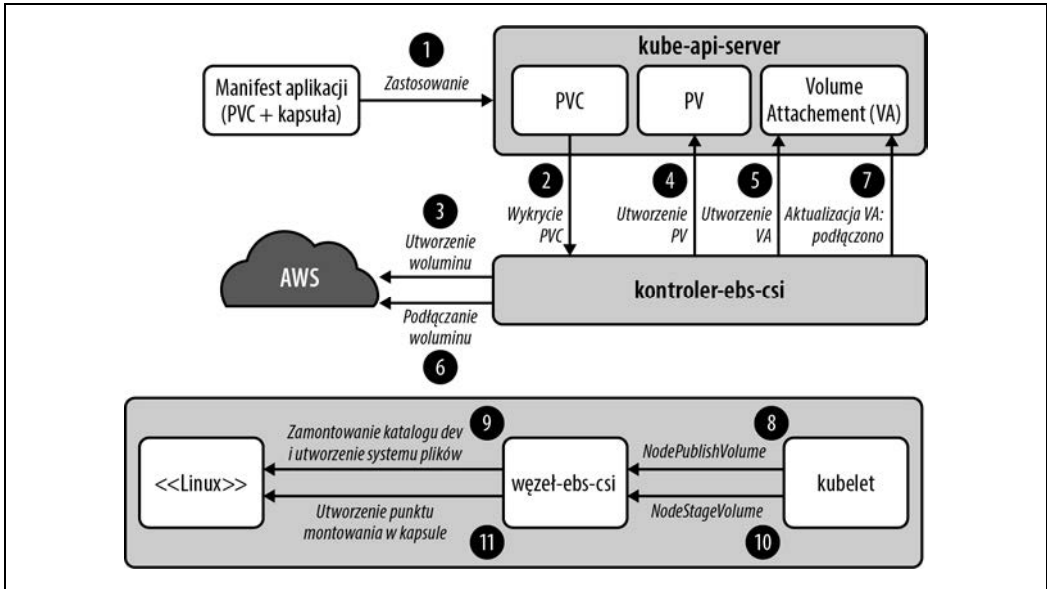 kube-api-server
1
Zastosowanie
Manifest aplikacji
(PVC + kapsuła)
PVC
PV
Volume
Attachement (VA)
2
Wykrycie
PVC
4
Utworzenie
PV
5
Utworzenie
VA
7
Aktualizacja VA:
podłączono
3
Utworzenie
woluminu
AWS
kontroler-ebs-csi
Podłączanie
woluminu
6
9
Zamontowanie katalogu dev
i utworzenie systemu plików
8
NodePublishVolume
<<Linux>>
węzeł-ebs-csi
kubelet
Utworzenie punktu
montowania w kapsule
11
NodeStageVolume
10